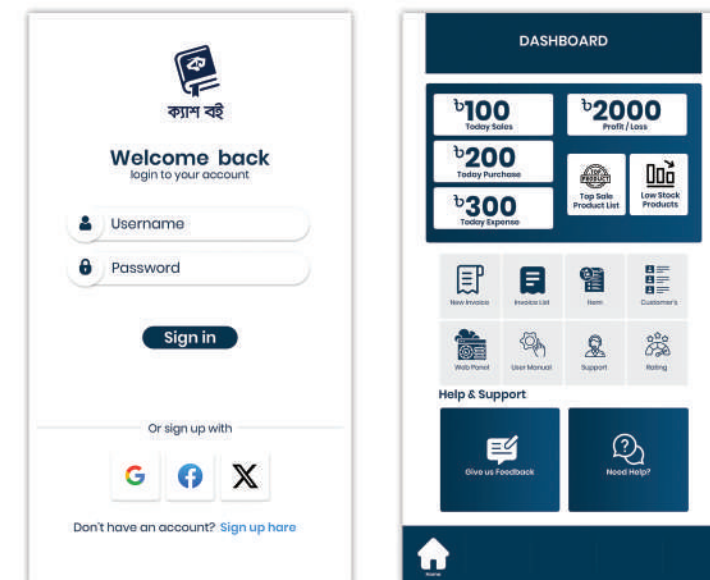 ক
ক্যাশ বই
Welcome back
login to your account
Username
Password
Sign in
Or sign up with
Don't have an account? Sign up hare
DASHBOARD
৳100
Today Sales
৳2000
Profit / Loss
৳200
Today Purchase
৳300
Today Expense
TOP
PRODUCT
Top Sale
Product List
Low Stock
Products
New Invoice
Invoice List
Item
Customer's
Web Panel
User Manual
Support
Rating
Help & Support
Give us Feedback
Need Help?
Home